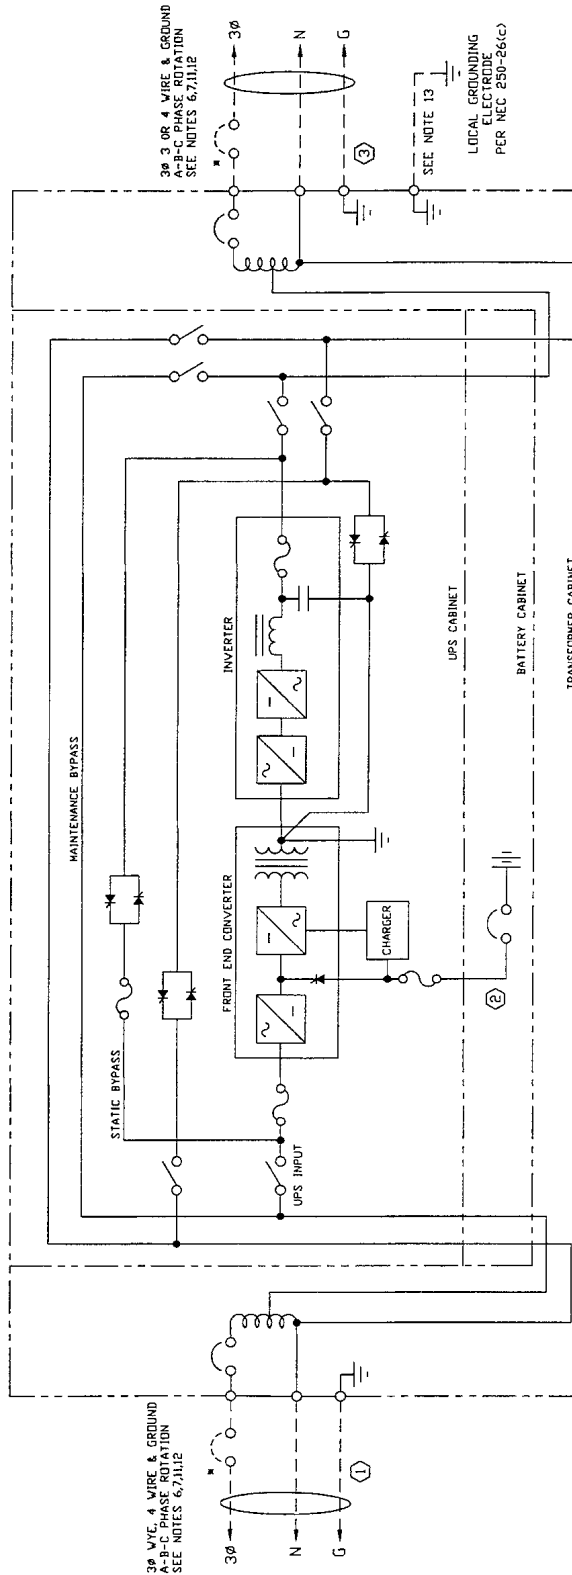 3Ø WYE, 4 WIRE & GROUND
A-B-C PHASE ROTATION
SEE NOTES 6,7,11,12
*
3Ø
N
G
1
UPS INPUT
STATIC BYPASS
MAINTENANCE BYPASS
FRONT END CONVERTER
CHARGER
2
INVERTER
UPS CABINET
BATTERY CABINET
TRANSFORMER CABINET
3Ø 3 OR 4 WIRE & GROUND
A-B-C PHASE ROTATION
SEE NOTES 6,7,11,12
*
3Ø
N
G
3
SEE NOTE 13
LOCAL GROUNDING
ELECTRODE
PER NEC 250-26(c)